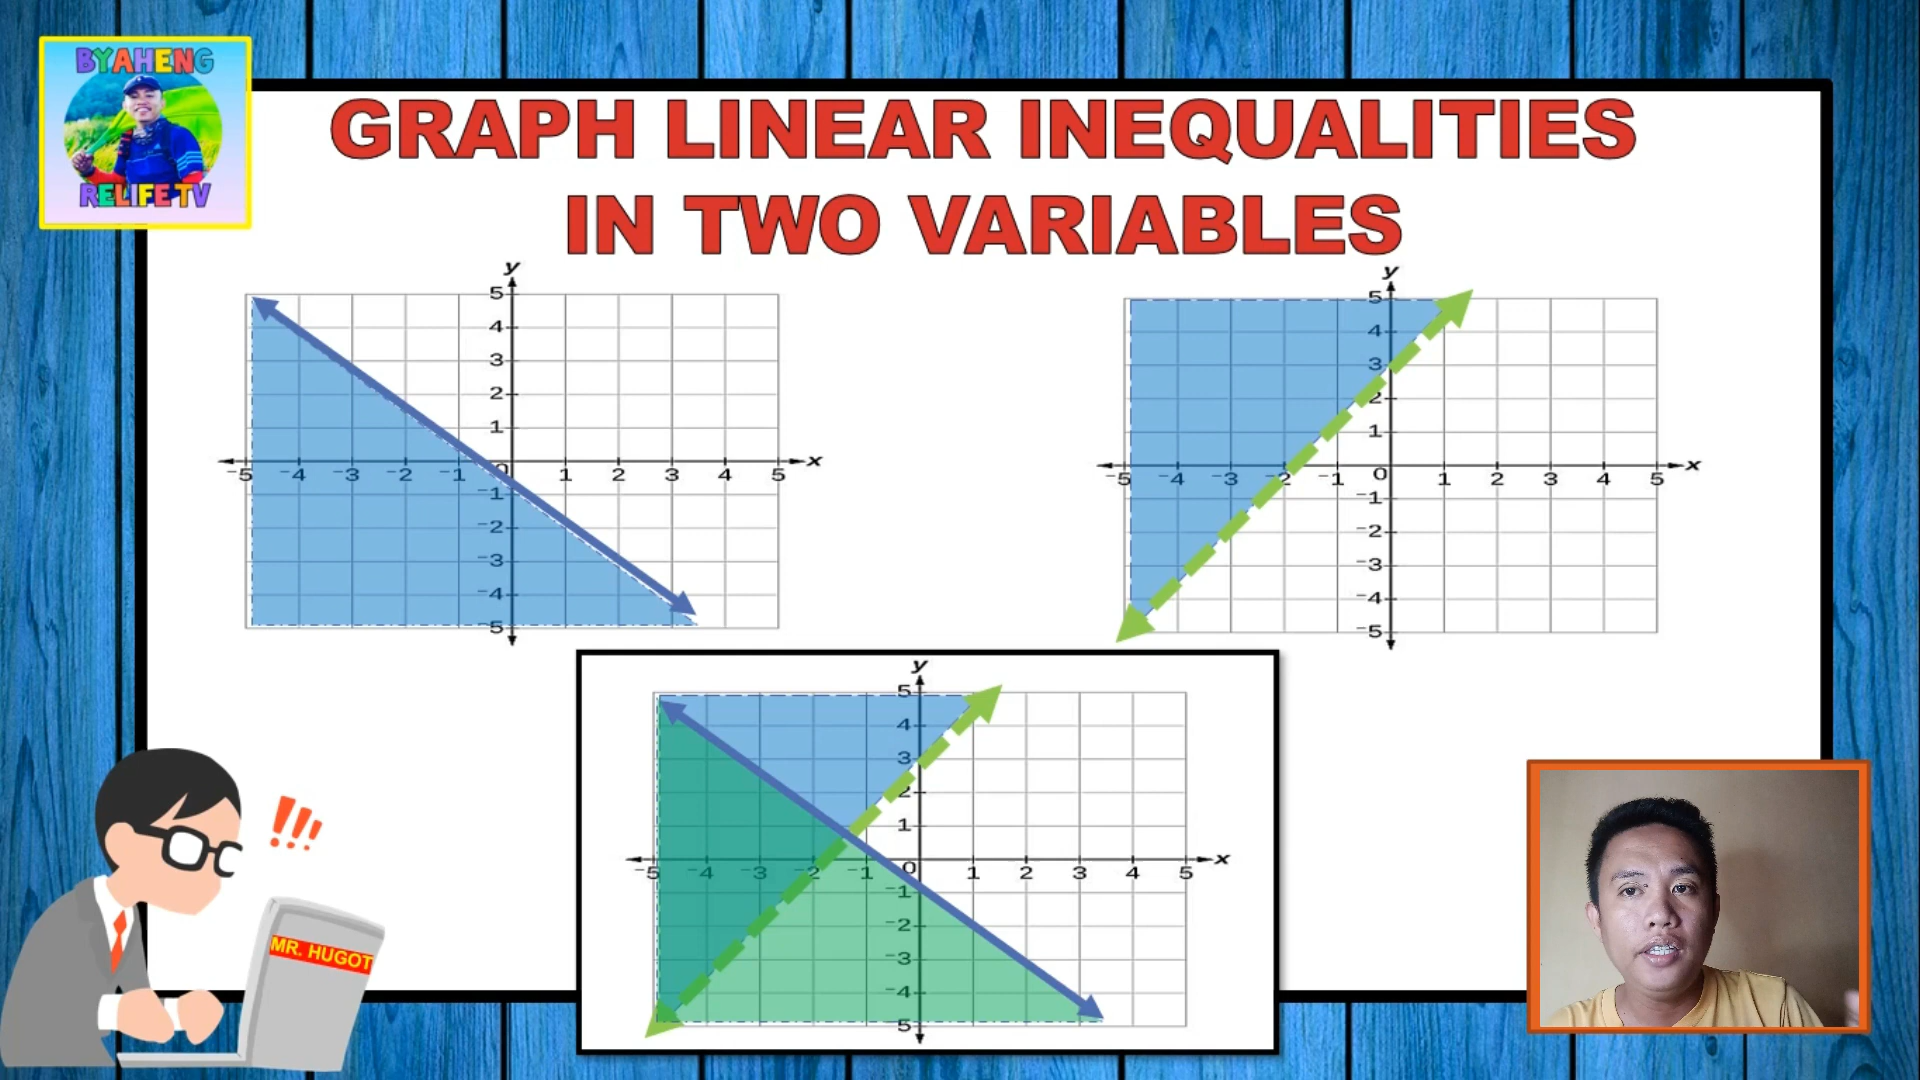 BYAHENG
RELIFE TV
GRAPH LINEAR INEQUALITIES
IN TWO VARIABLES
y
5
4
3
2
1
-5 -4 -3 -2 -1 0 1 2 3 4 5 x
-1
-2
-3
-4
-5
y
5
4
3
2
1
-5 -4 -3 -2 -1 0 1 2 3 4 5 x
-1
-2
-3
-4
-5
y
5
4
3
2
1
-5 -4 -3 -2 -1 0 1 2 3 4 5 x
-1
-2
-3
-4
5
!!!
MR. HUGOT